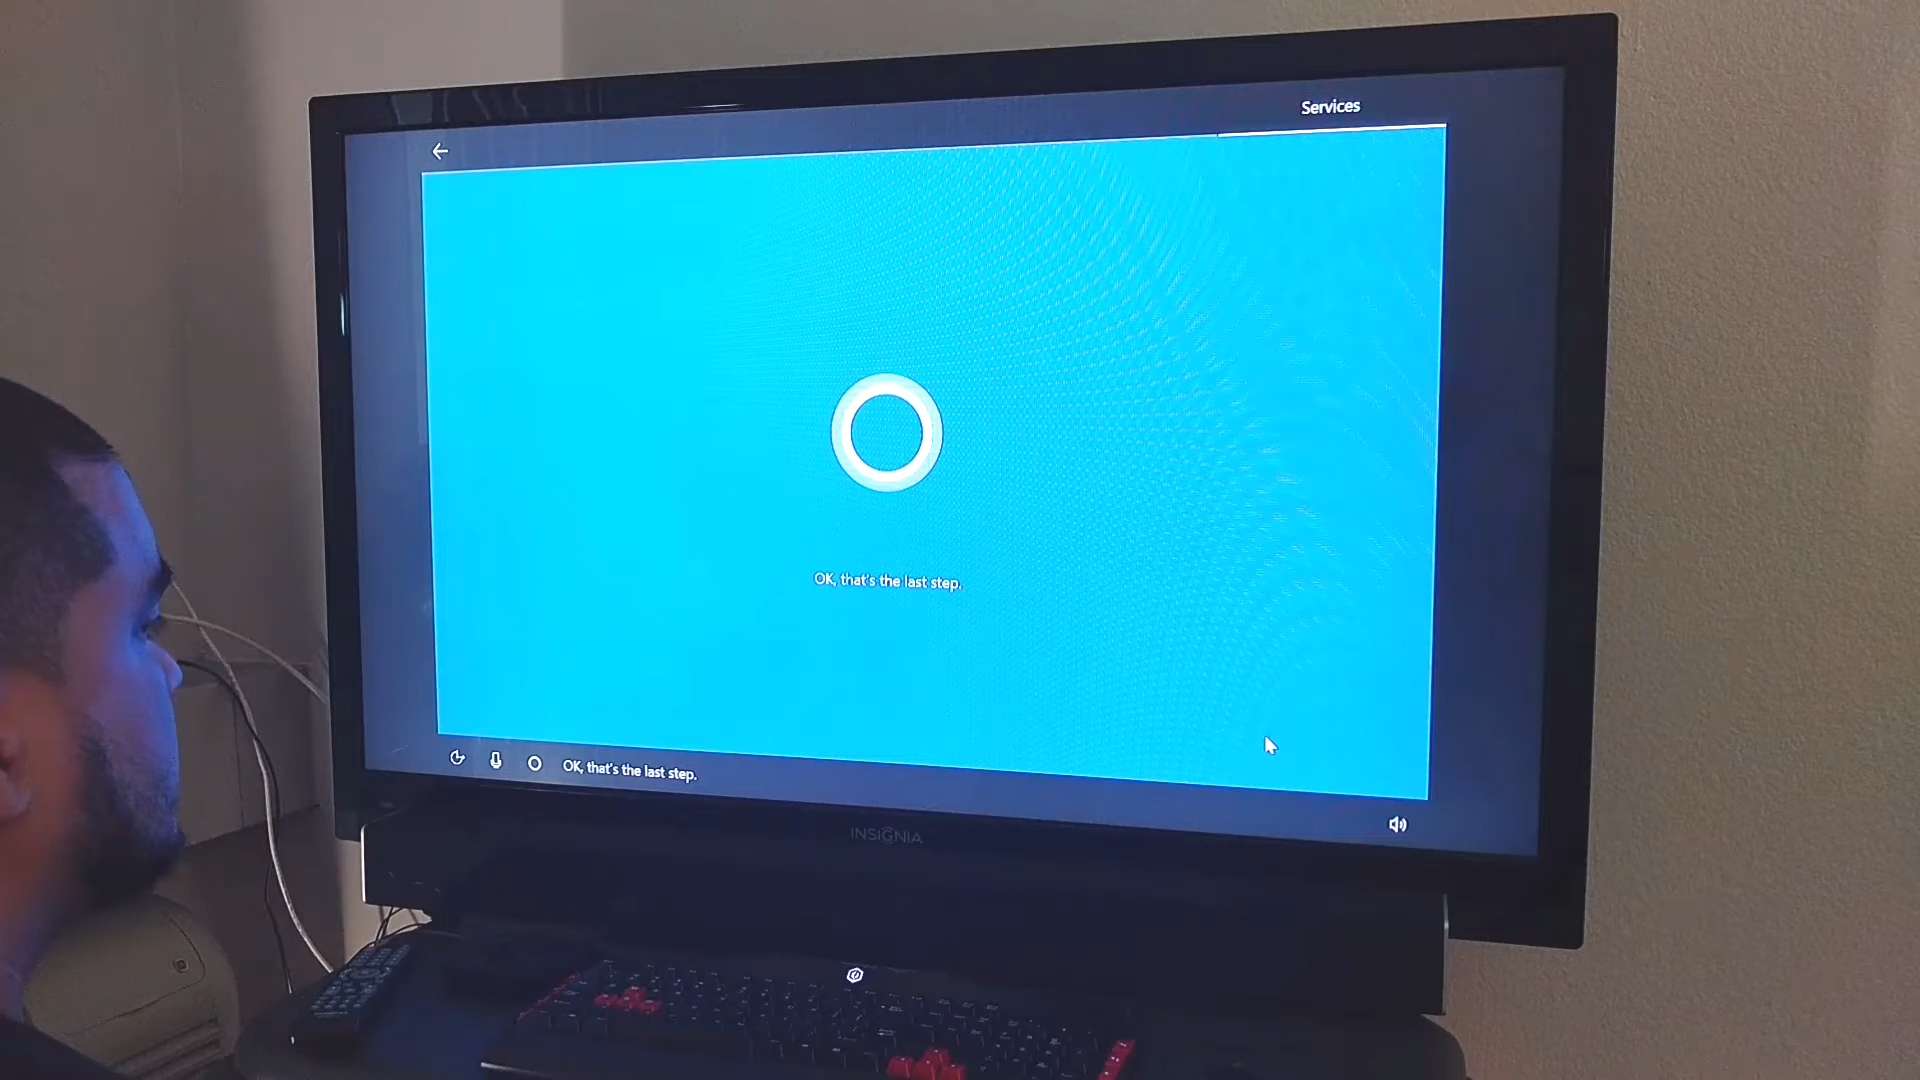 Services
OK, that's the last step.
OK, that's the last step.
INSIGNIA